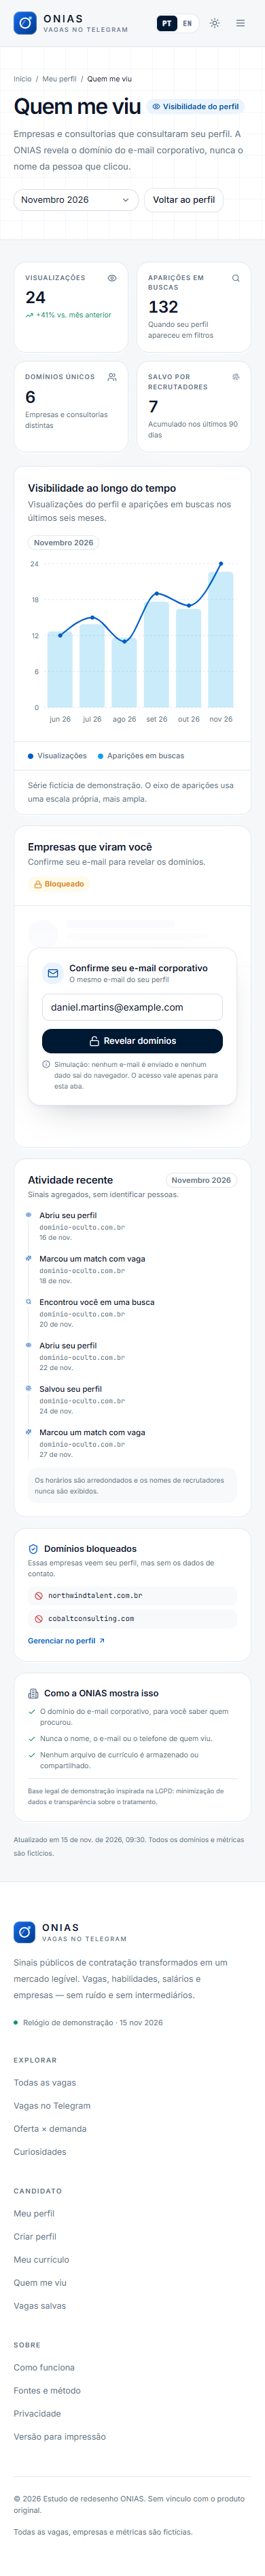 ONIAS
VAGAS NO TELEGRAM
PT EN
Início / Meu perfil / Quem me viu
Quem me viu
Visibilidade do perfil
Empresas e consultorias que consultaram seu perfil. A
ONIAS revela o domínio do e-mail corporativo, nunca o
nome da pessoa que clicou.
Novembro 2026
Voltar ao perfil
VISUALIZAÇÕES
24
+41% vs. mês anterior
APARIÇÕES EM
BUSCAS
132
Quando seu perfil
apareceu em filtros
DOMÍNIOS ÚNICOS
6
Empresas e consultorias
distintas
SALVO POR
RECRUTADORES
7
Acumulado nos últimos 90
dias
Visibilidade ao longo do tempo
Visualizações do perfil e aparições em buscas nos
últimos seis meses.
Novembro 2026
24
18
12
6
0
jun 26 jul 26 ago 26 set 26 out 26 nov 26
Visualizações Aparições em buscas
Série fictícia de demonstração. O eixo de aparições usa
uma escala própria, mais ampla.
Empresas que viram você
Confirme seu e-mail para revelar os domínios.
Bloqueado
Confirme seu e-mail corporativo
O mesmo e-mail do seu perfil
daniel.martins@example.com
Revelar domínios
Simulação: nenhum e-mail é enviado e nenhum
dado sai do navegador. O acesso vale apenas para
esta aba.
Atividade recente
Novembro 2026
Sinais agregados, sem identificar pessoas.
Abriu seu perfil
dominio-oculto.com.br
16 de nov.
Marcou um match com vaga
dominio-oculto.com.br
18 de nov.
Encontrou você em uma busca
dominio-oculto.com.br
20 de nov.
Abriu seu perfil
dominio-oculto.com.br
22 de nov.
Salvou seu perfil
dominio-oculto.com.br
24 de nov.
Marcou um match com vaga
dominio-oculto.com.br
27 de nov.
Os horários são arredondados e os nomes de recrutadores
nunca são exibidos.
Domínios bloqueados
Essas empresas veem seu perfil, mas sem os dados de
contato.
northwindtalent.com.br
cobaltconsulting.com
Gerenciar no perfil
Como a ONIAS mostra isso
O domínio do e-mail corporativo, para você saber quem
procurou.
Nunca o nome, o e-mail ou o telefone de quem viu.
Nenhum arquivo de currículo é armazenado ou
compartilhado.
Base legal de demonstração inspirada na LGPD: minimização de
dados e transparência sobre o tratamento.
Atualizado em 15 de nov. de 2026, 09:30. Todos os domínios e métricas
são fictícios.
ONIAS
VAGAS NO TELEGRAM
Sinais públicos de contratação transformados em um
mercado legível. Vagas, habilidades, salários e
empresas — sem ruído e sem intermediários.
Relógio de demonstração · 15 nov 2026
EXPLORAR
Todas as vagas
Vagas no Telegram
Oferta × demanda
Curiosidades
CANDIDATO
Meu perfil
Criar perfil
Meu currículo
Quem me viu
Vagas salvas
SOBRE
Como funciona
Fontes e método
Privacidade
Versão para impressão
© 2026 Estudo de redesenho ONIAS. Sem vínculo com o produto
original.
Todas as vagas, empresas e métricas são fictícias.